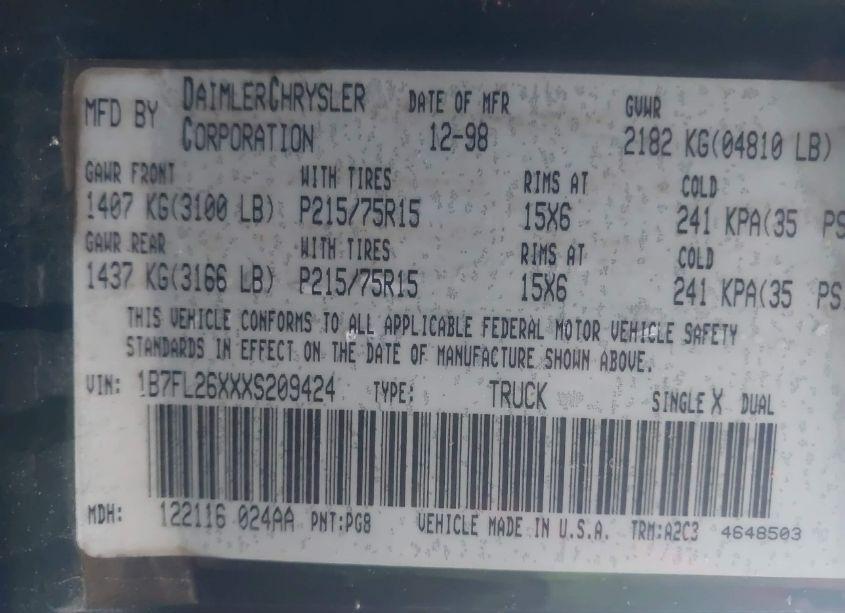 MFD BY DAIMLERCHRYSLER CORPORATION DATE OF MFR 12-98 GVWR 2182 KG(04810 LB)
GAWR FRONT WITH TIRES RIMS AT COLD
1407 KG(3100 LB) P215/75R15 15X6 241 KPA(35 PS
GAWR REAR WITH TIRES RIMS AT COLD
1437 KG(3166 LB) P215/75R15 15X6 241 KPA(35 PS
THIS VEHICLE CONFORMS TO ALL APPLICABLE FEDERAL MOTOR VEHICLE SAFETY
STANDARDS IN EFFECT ON THE DATE OF MANUFACTURE SHOWN ABOVE.
VIN: 1B7FL26XXXS209424 TYPE: TRUCK SINGLE X DUAL
MDH: 122116 024AA PNT:PG8 VEHICLE MADE IN U.S.A. TRM:A2C3 4648503